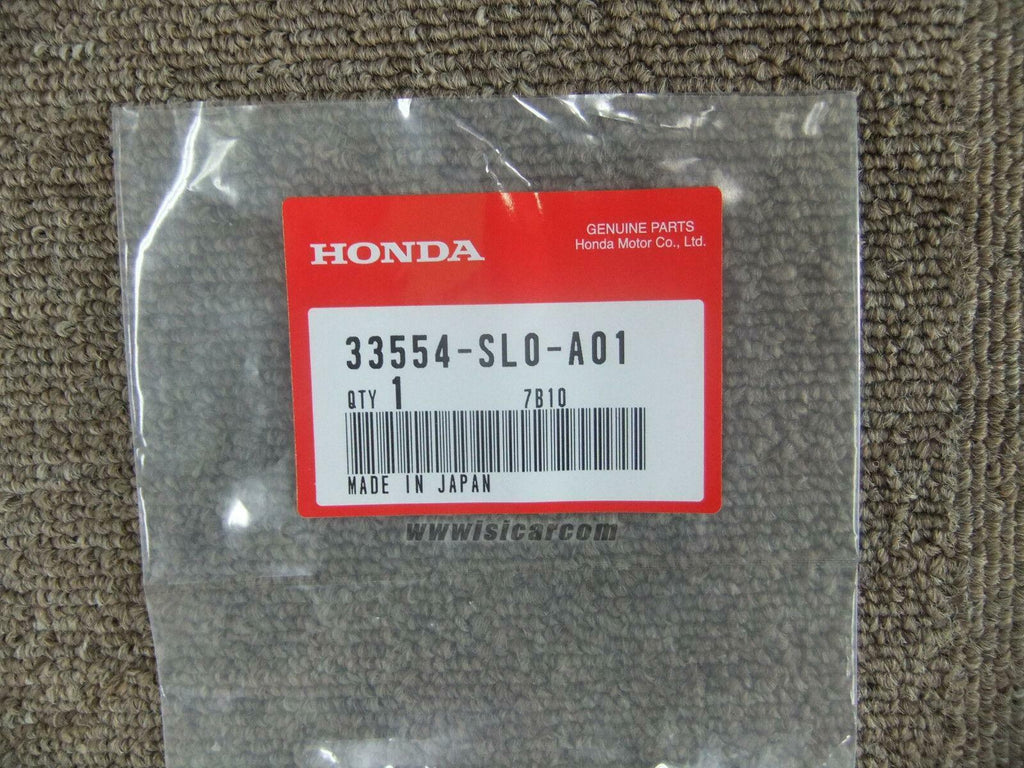 HONDA
GENUINE PARTS
Honda Motor Co., Ltd.
33554-SL0-A01
QTY 1 7B10
MADE IN JAPAN
wwwisicarcom